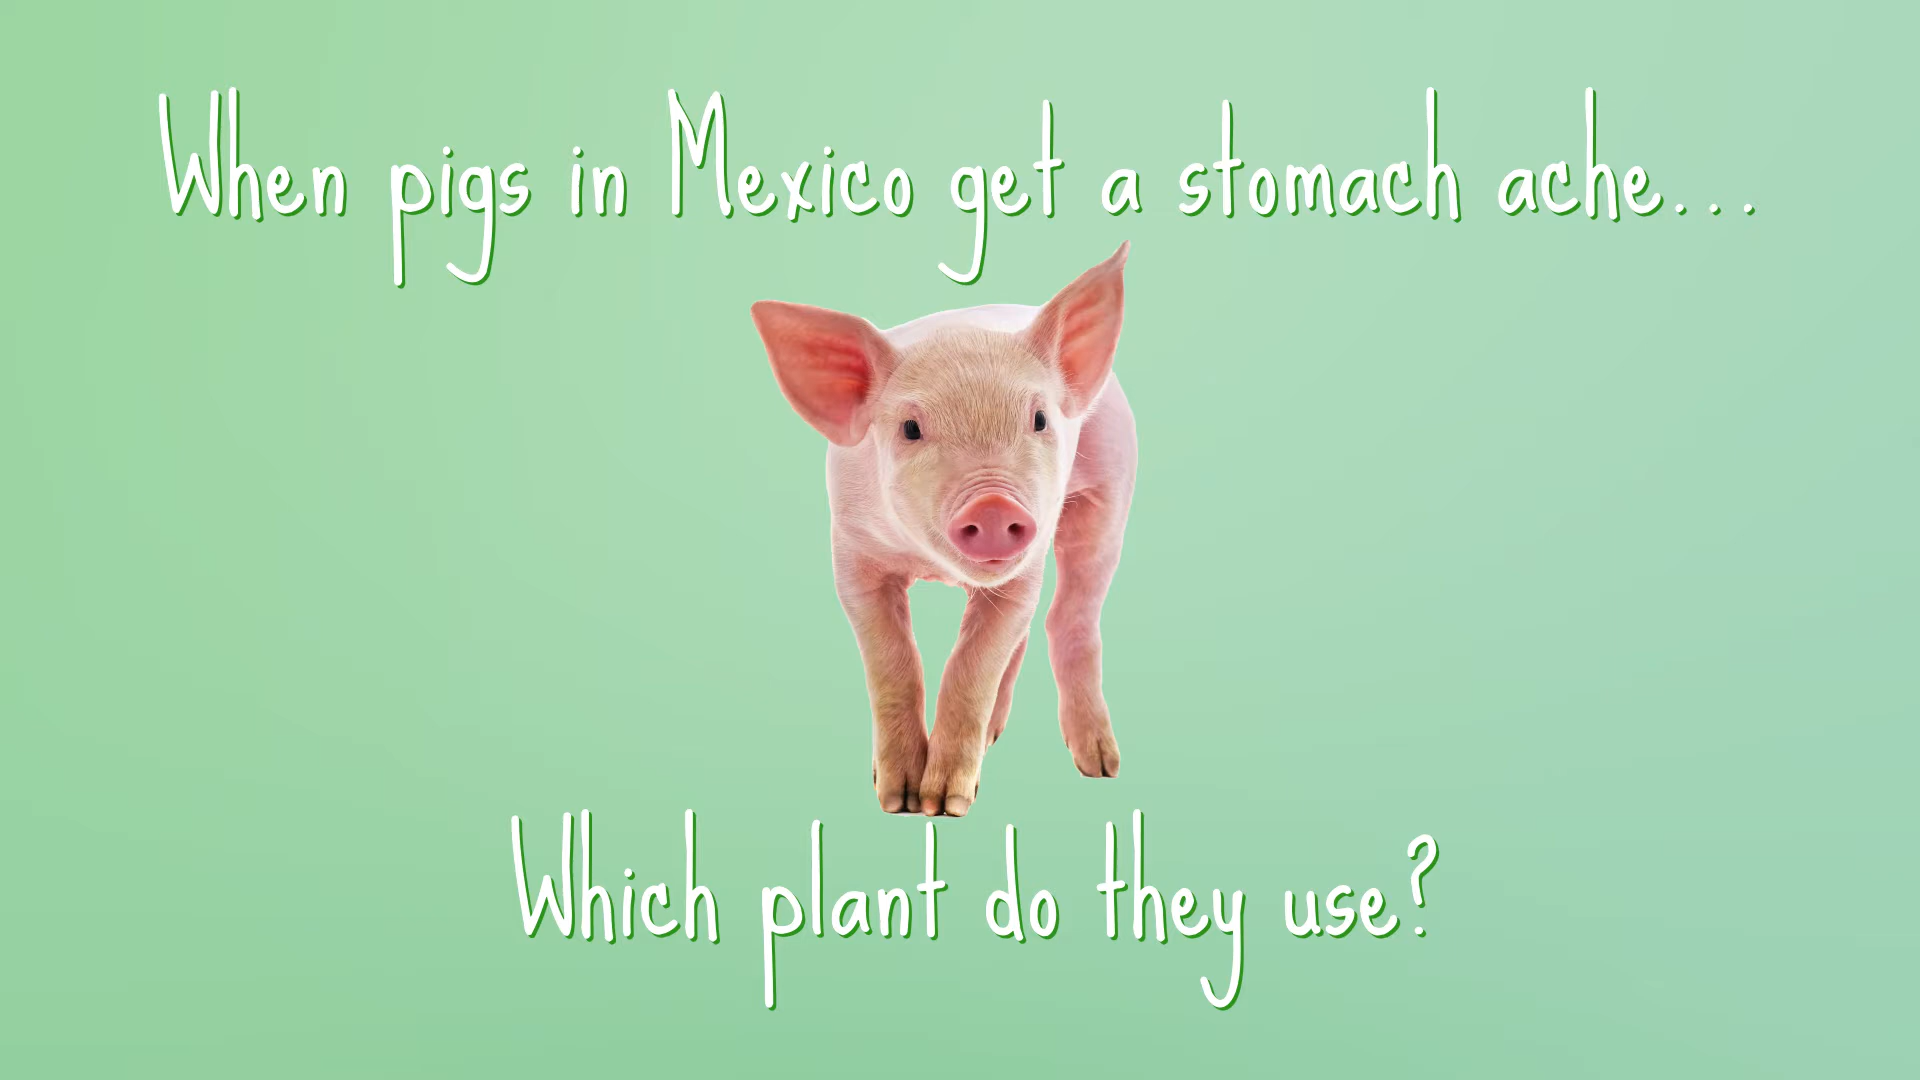 When pigs in Mexico get a stomach ache...
Which plant do they use?